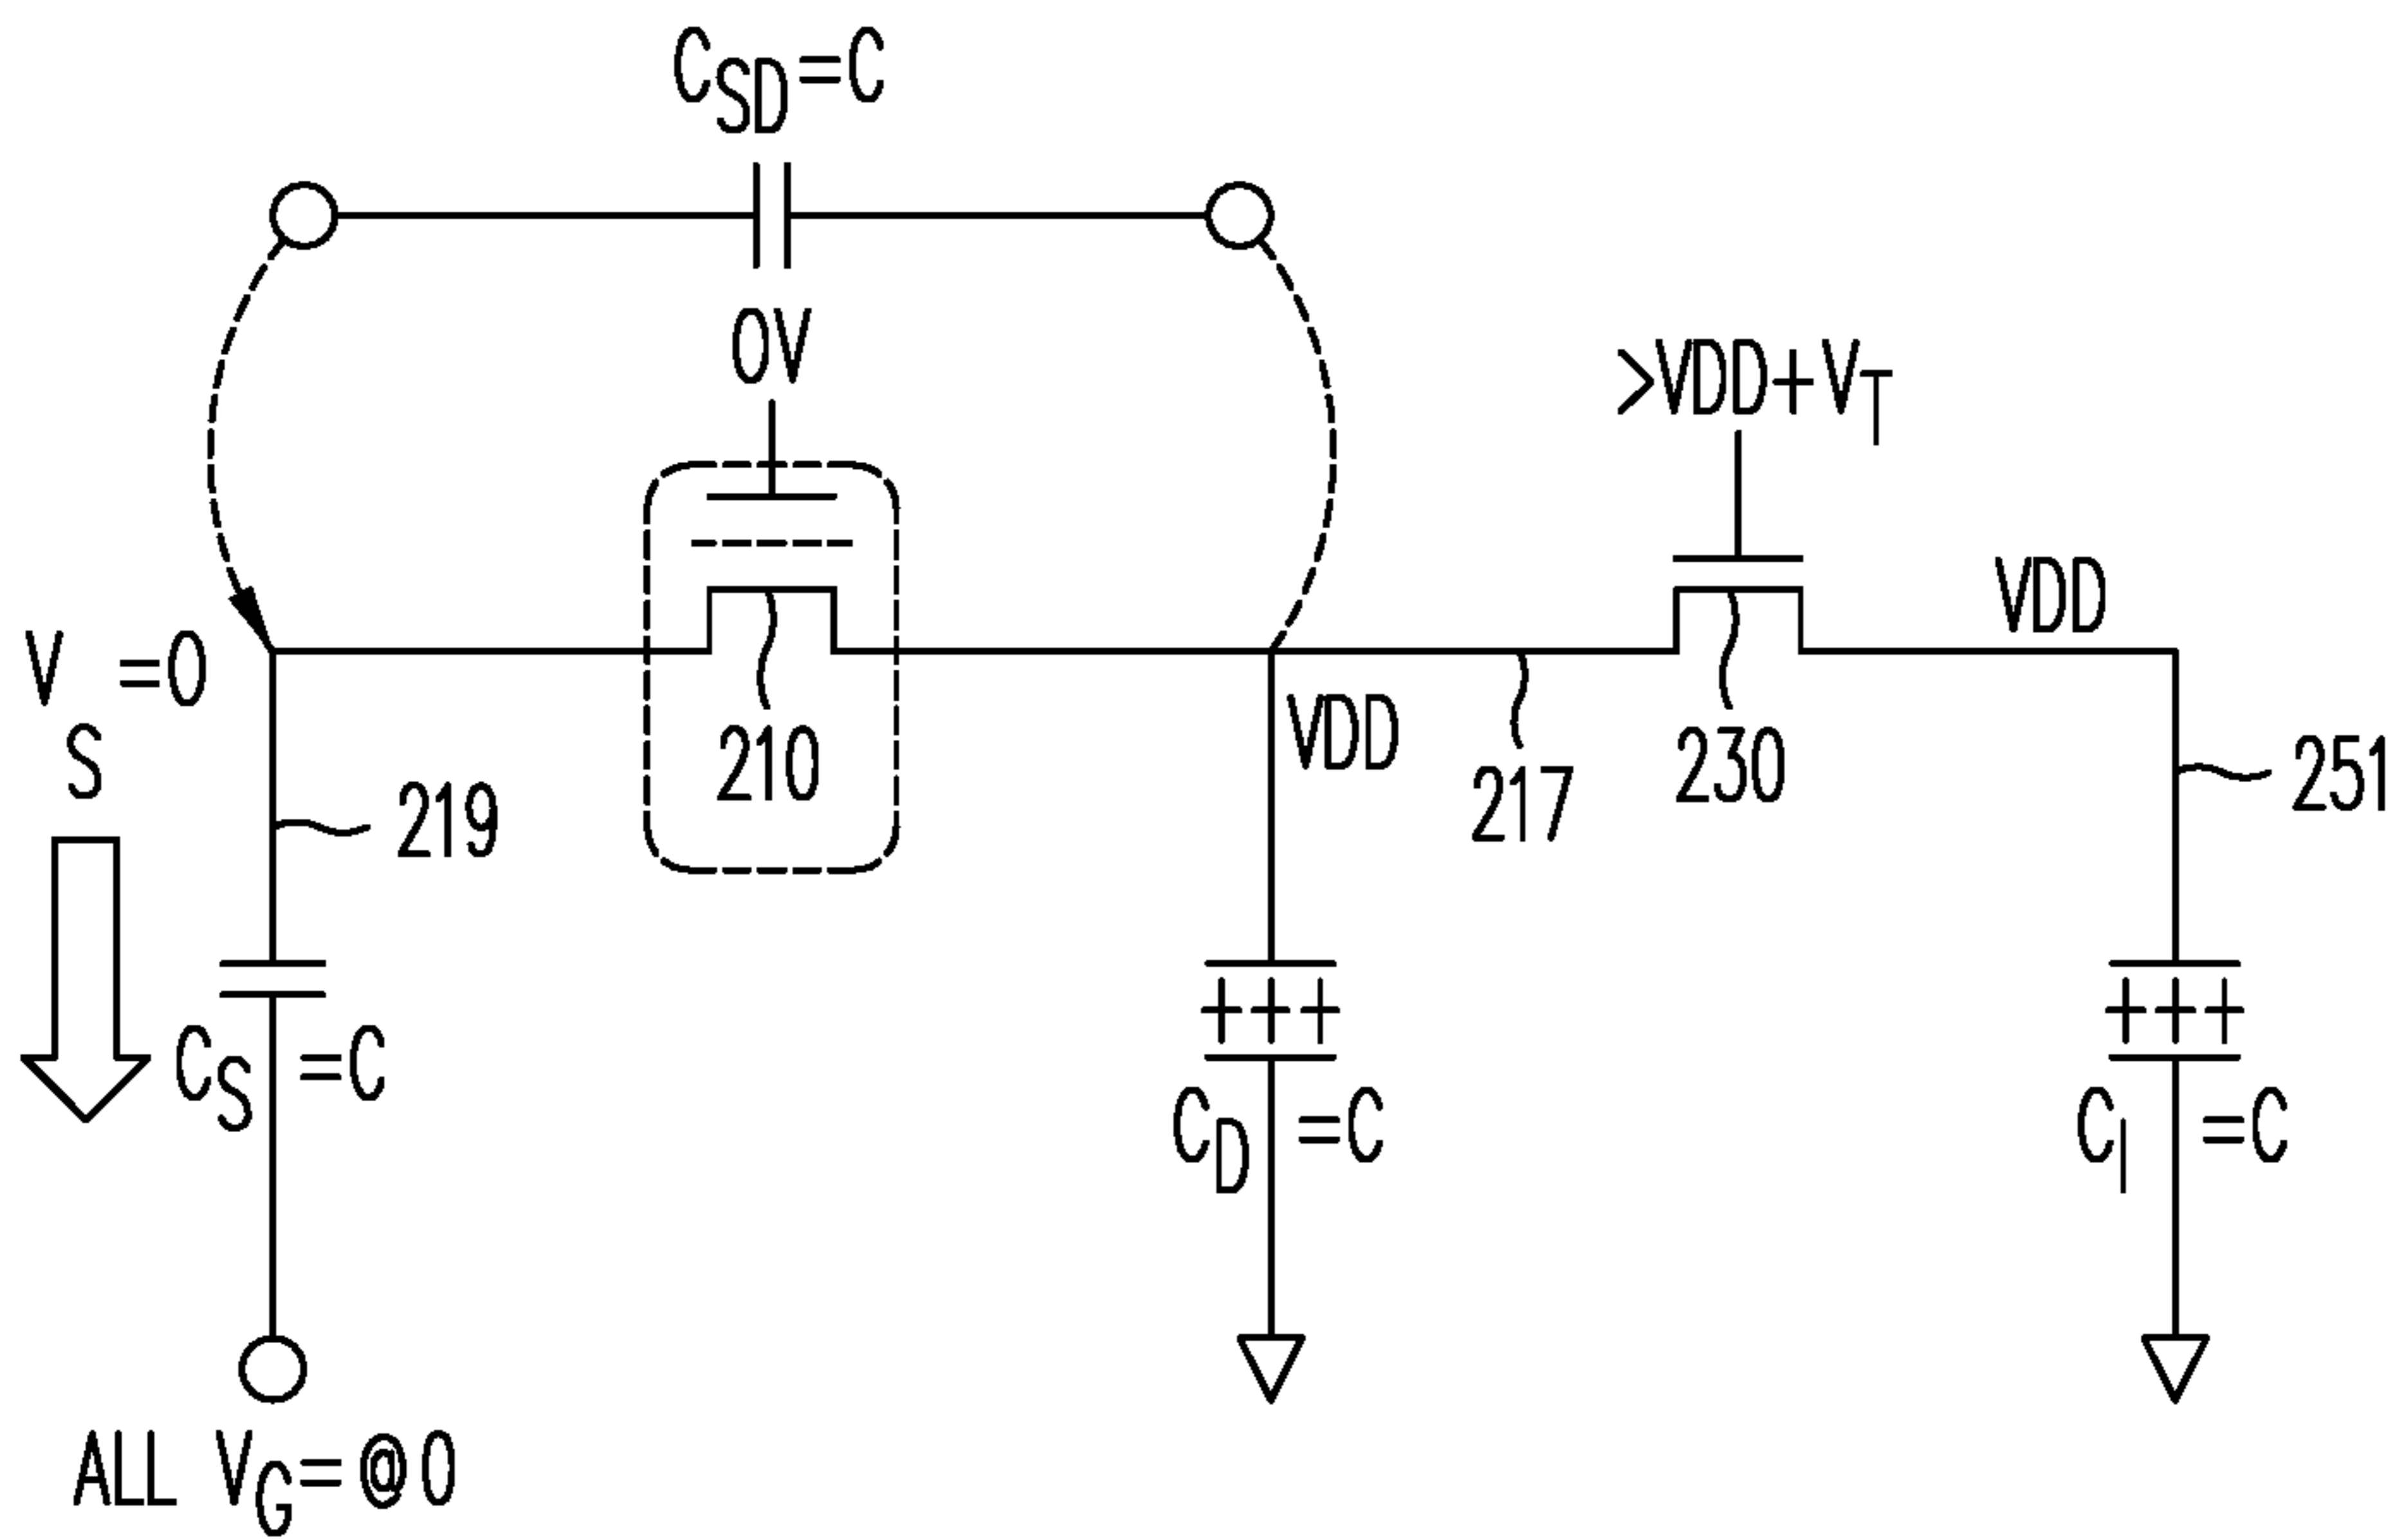 C_SD=C
0V
>VDD+V_T
VDD
V_S=0
VDD
210
217
230
251
219
C_S=C
+++
+++
C_D=C
C_I=C
ALL V_G=@0